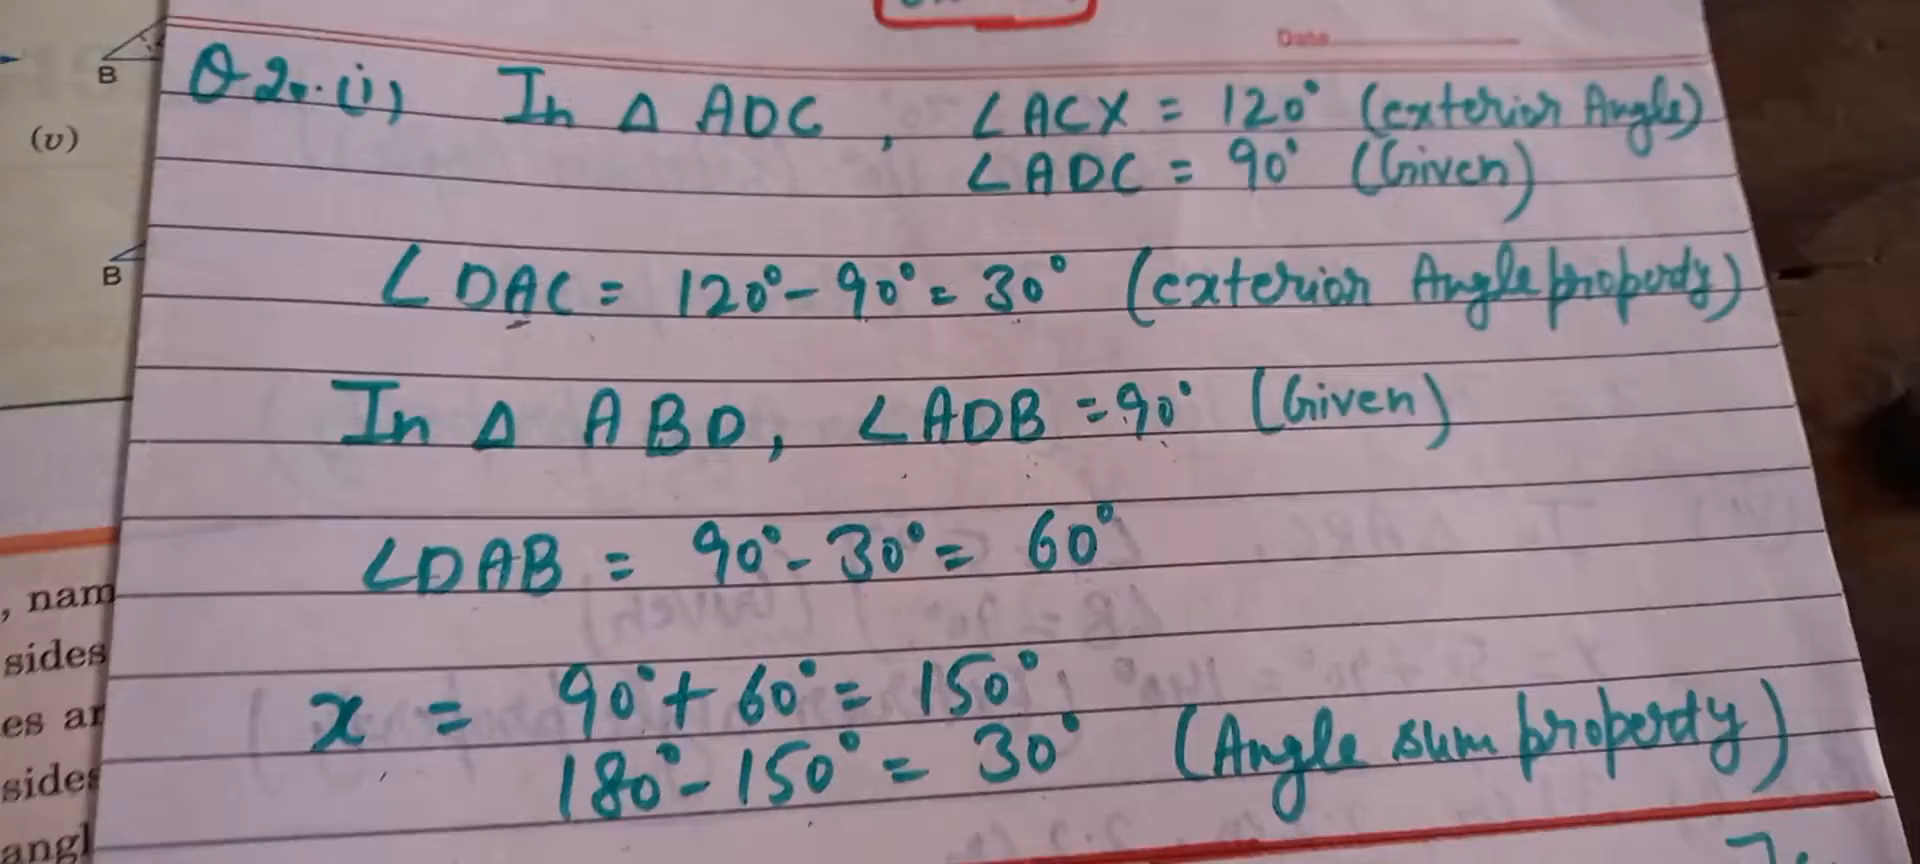 Date
B
(v)
B
, nam
sides
es ar
sides
angl
Q 2. (i) In Δ ADC, ∠ACX = 120° (exterior Angle)
∠ADC = 90° (Given)
∠DAC = 120° - 90° = 30° (exterior Angle property)
In Δ ABD, ∠ADB = 90° (Given)
∠DAB = 90° - 30° = 60°
x = 90° + 60° = 150°
180° - 150° = 30° (Angle sum property)